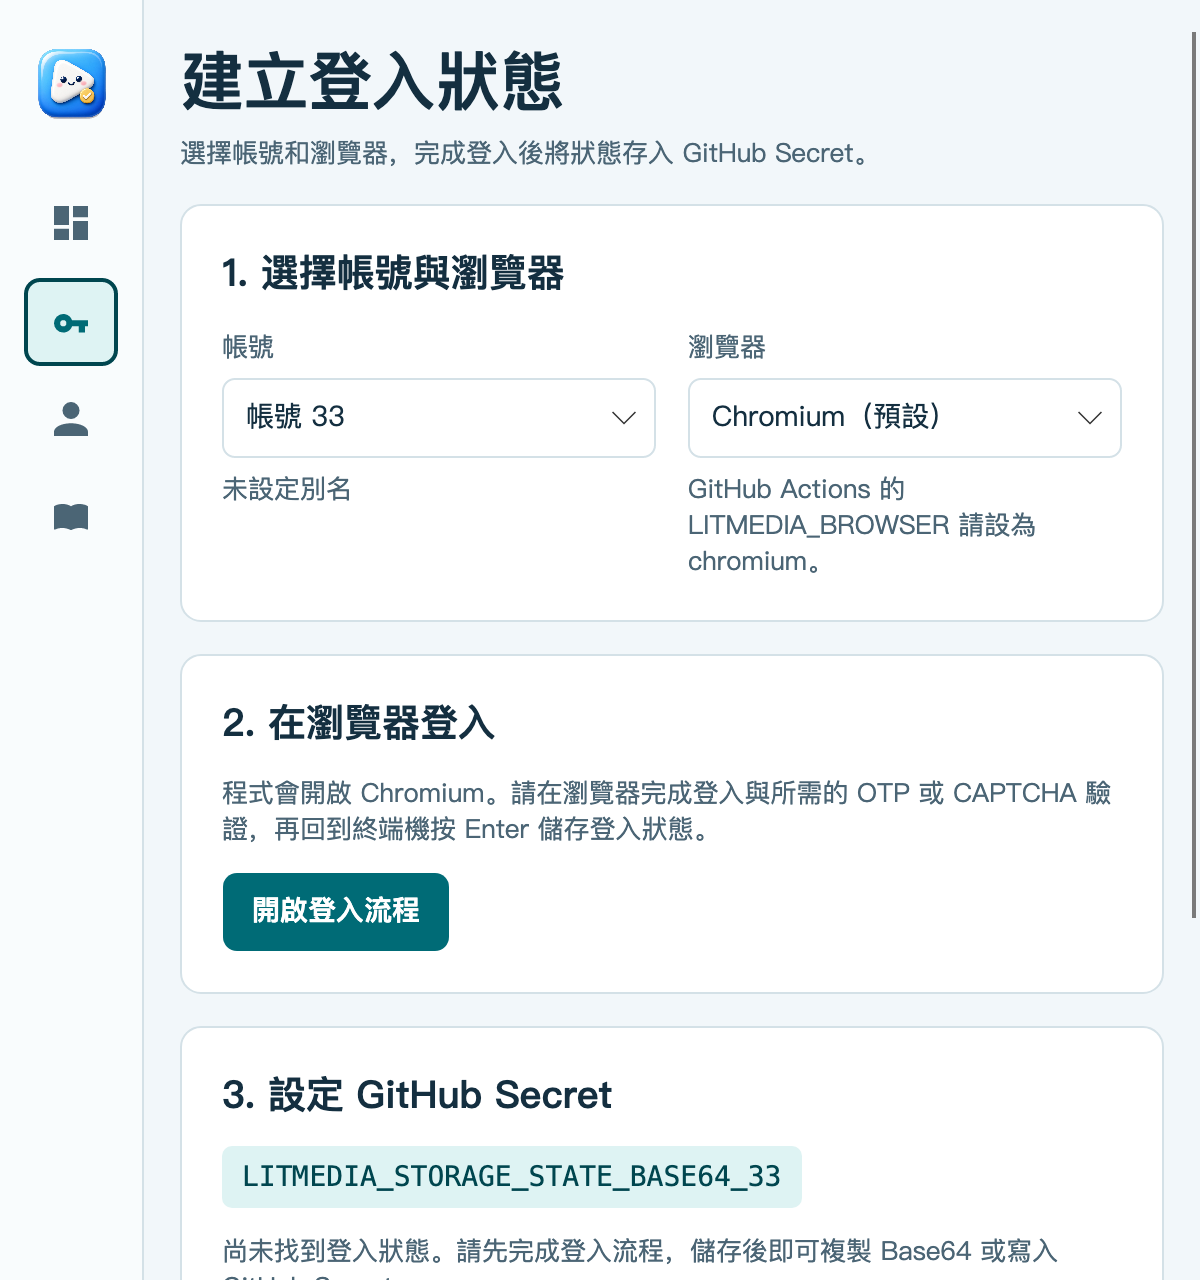 建立登入狀態
選擇帳號和瀏覽器，完成登入後將狀態存入 GitHub Secret。
1. 選擇帳號與瀏覽器
帳號
瀏覽器
帳號 33
Chromium（預設）
未設定別名
GitHub Actions 的
LITMEDIA_BROWSER 請設為
chromium。
2. 在瀏覽器登入
程式會開啟 Chromium。請在瀏覽器完成登入與所需的 OTP 或 CAPTCHA 驗
證，再回到終端機按 Enter 儲存登入狀態。
開啟登入流程
3. 設定 GitHub Secret
LITMEDIA_STORAGE_STATE_BASE64_33
尚未找到登入狀態。請先完成登入流程，儲存後即可複製 Base64 或寫入